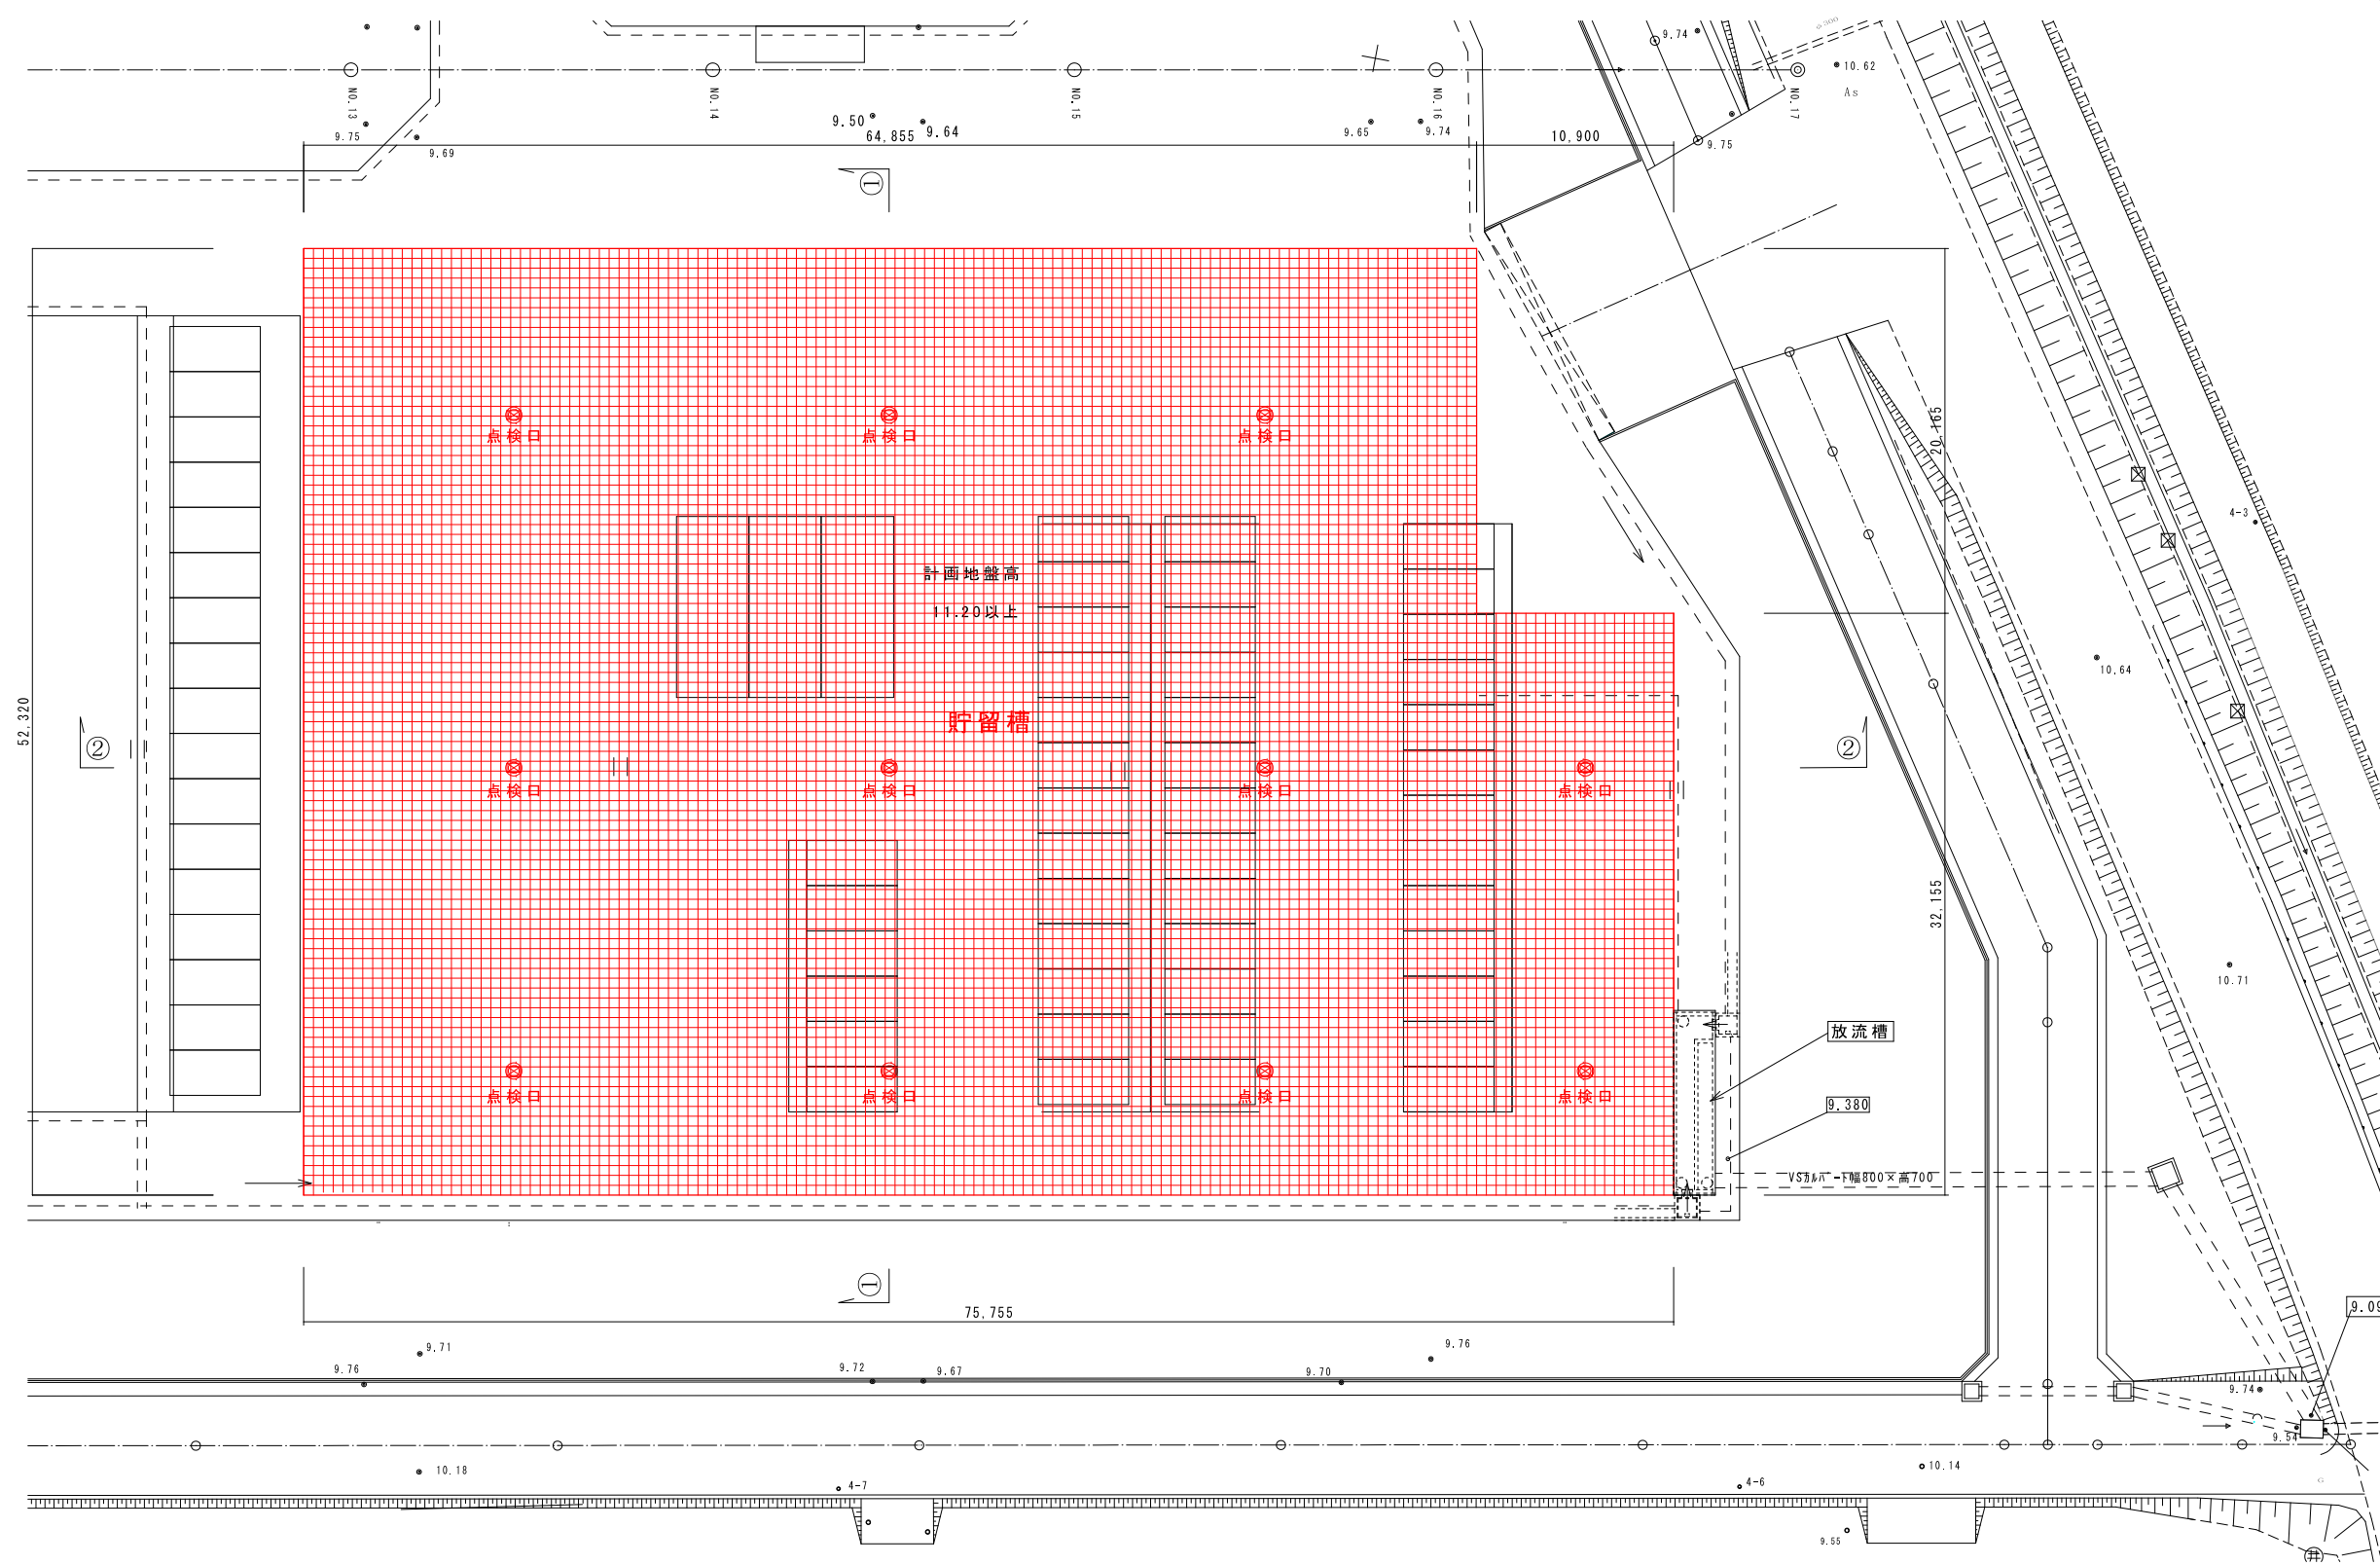 φ300
9.74
10.62
As
NO.13
NO.14
NO.15
NO.16
NO.17
9.75
9.69
9.50
9.64
64,855
9.65
9.74
10,900
9.75
①
点検口
点検口
点検口
20,165
4-3
計画地盤高
11.20以上
10.64
52,320
貯留槽
②
②
点検口
点検口
点検口
点検口
32,155
10.71
放流槽
点検口
点検口
点検口
点検口
9.380
VSカルバート幅800×高700
①
75,755
9.09
9.71
9.76
9.72
9.67
9.70
9.76
9.74
9.54
10.18
4-7
4-6
10.14
G
9.55
井